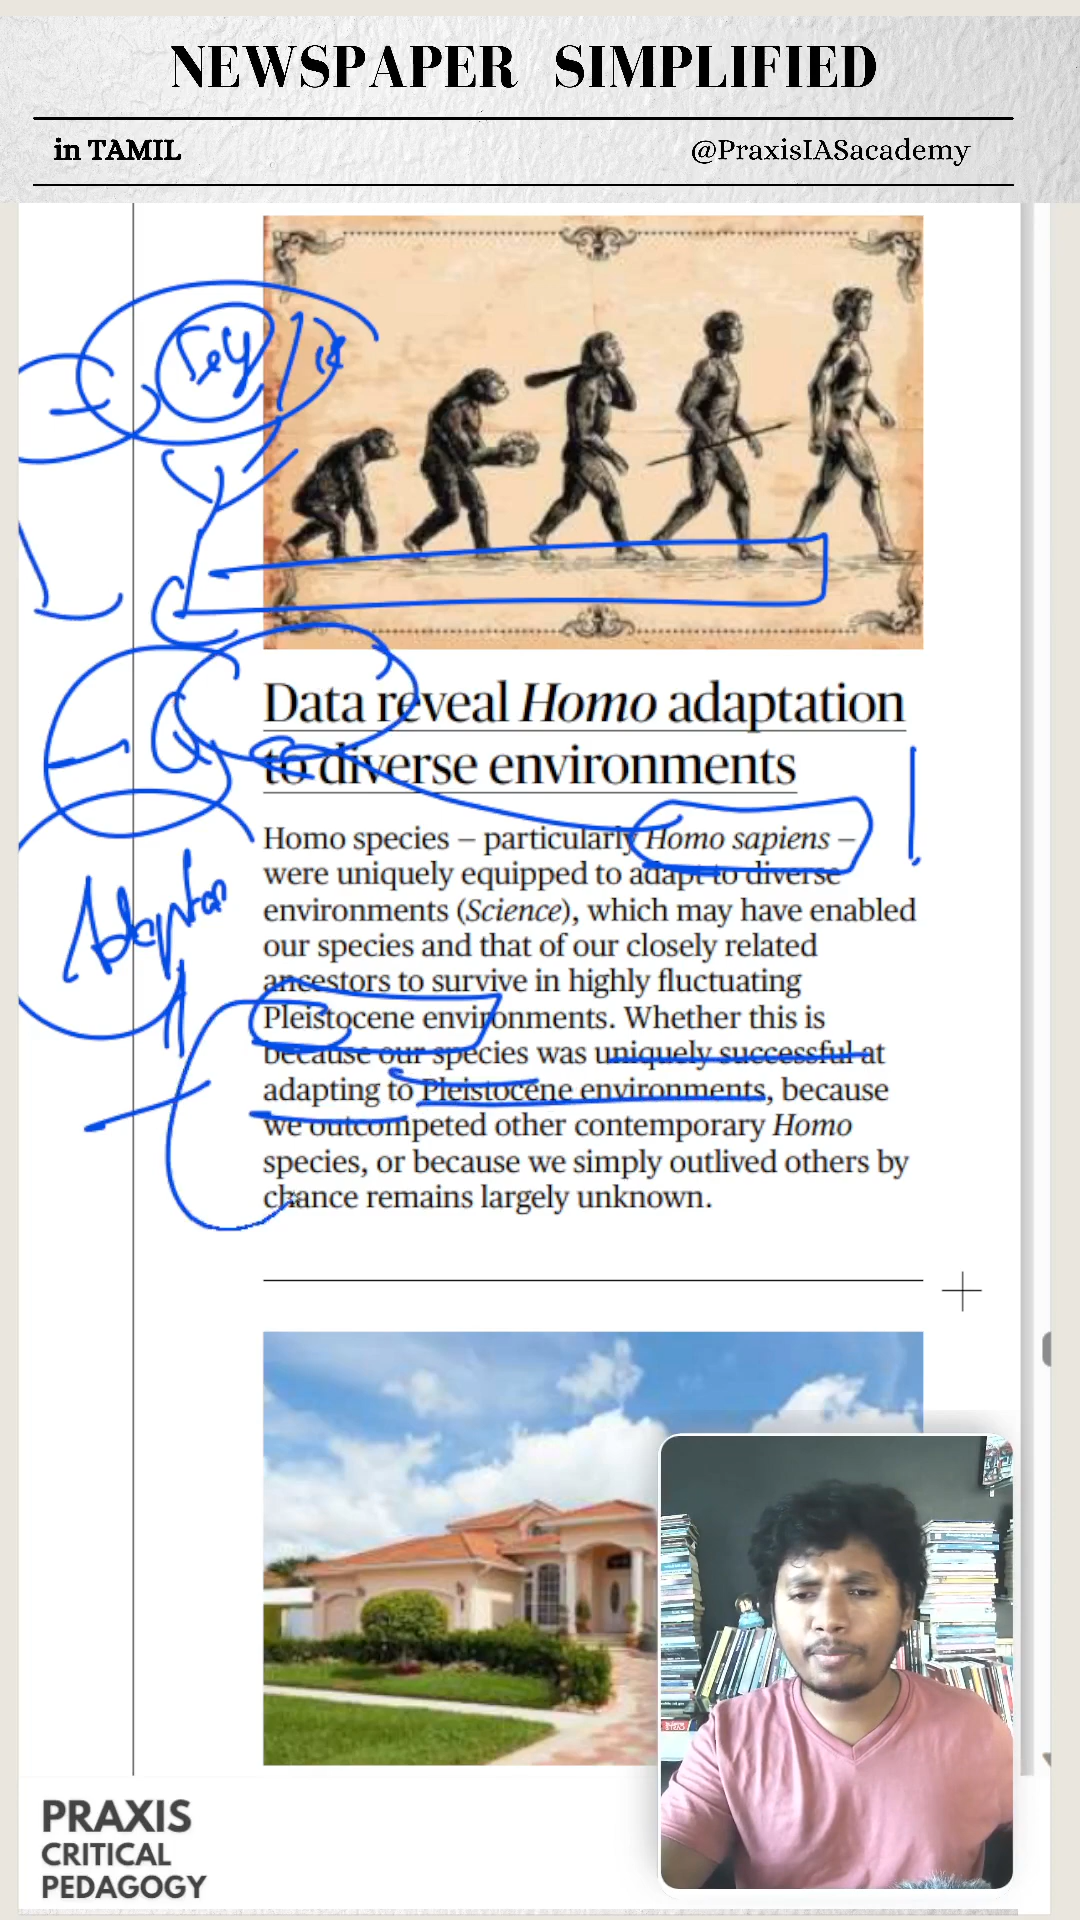 NEWSPAPER SIMPLIFIED
in TAMIL
@PraxisIASacademy
Data reveal Homo adaptation
to diverse environments
Homo species – particularly Homo sapiens –
were uniquely equipped to adapt to diverse
environments (Science), which may have enabled
our species and that of our closely related
ancestors to survive in highly fluctuating
Pleistocene environments. Whether this is
because our species was uniquely successful at
adapting to Pleistocene environments, because
we outcompeted other contemporary Homo
species, or because we simply outlived others by
chance remains largely unknown.
PRAXIS
CRITICAL
PEDAGOGY